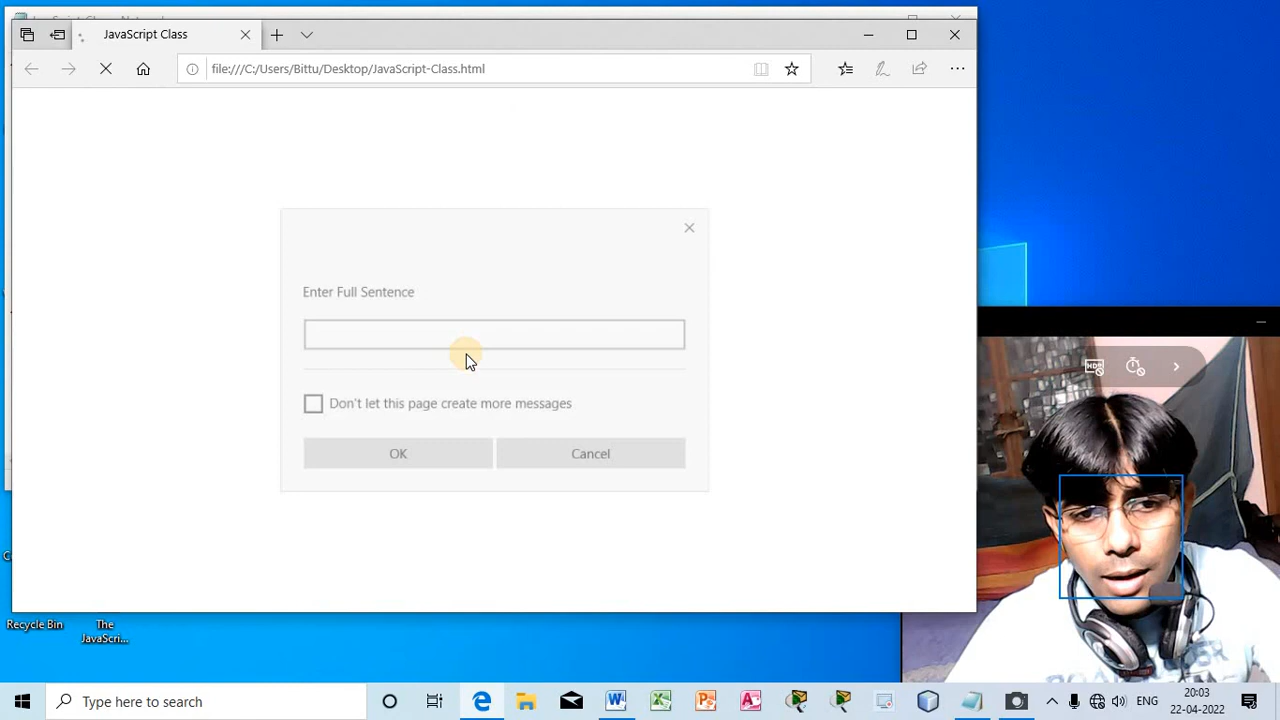 JavaScript Class
file:///C:/Users/Bittu/Desktop/JavaScript-Class.html
Enter Full Sentence
Don't let this page create more messages
OK
Cancel
HDR
Recycle Bin
The
JavaScri...
Type here to search
ENG
20:03
22-04-2022